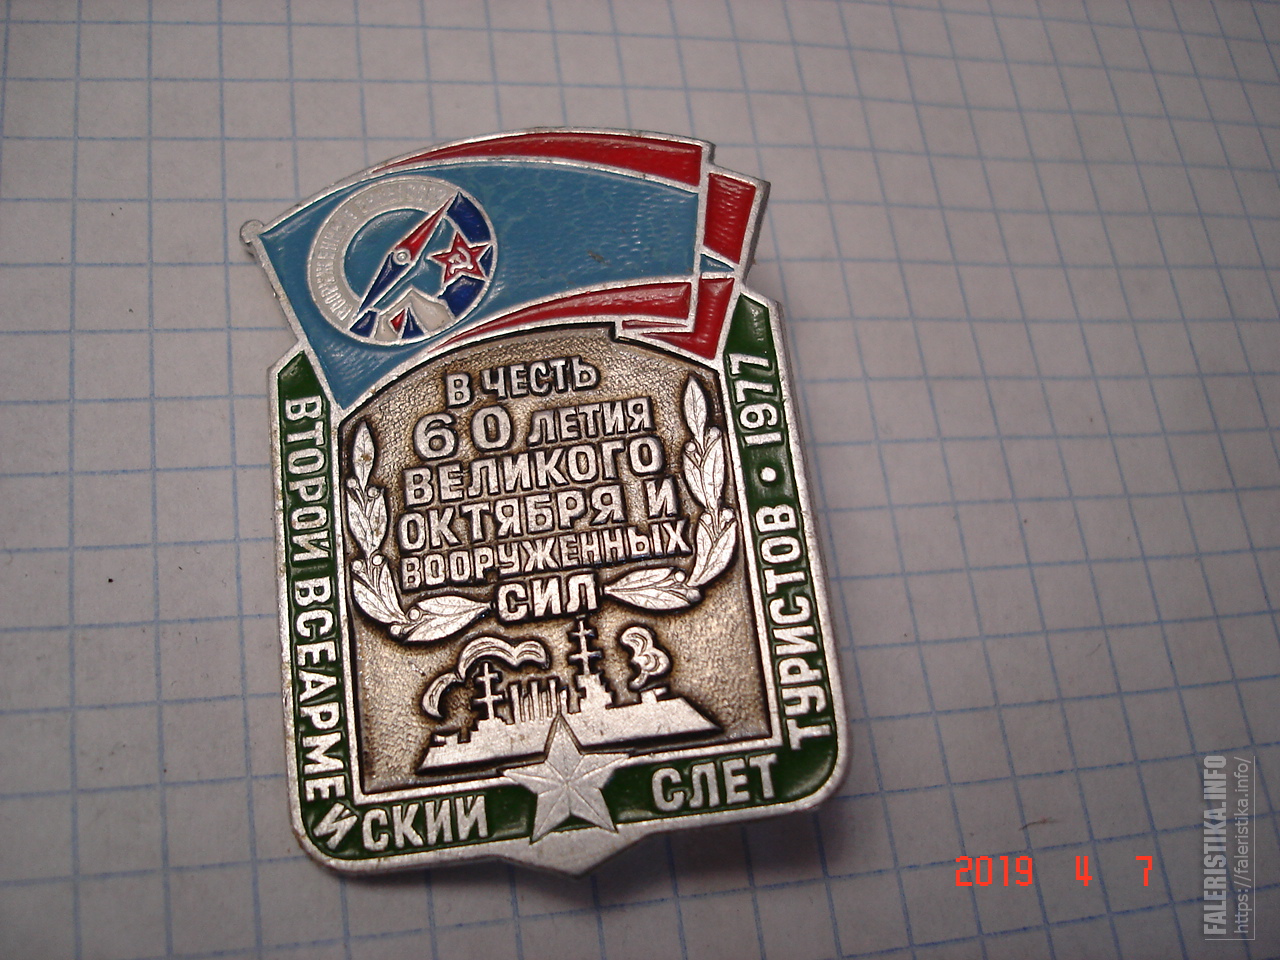 В ЧЕСТЬ
60 ЛЕТИЯ
ВЕЛИКОГО
ОКТЯБРЯ И
ВООРУЖЕННЫХ
СИЛ
ВТОРОЙ ВСЕАРМЕЙСКИЙ СЛЕТ ТУРИСТОВ • 1977
2019 4 7
FALERISTIKA.INFO
https://faleristika.info/